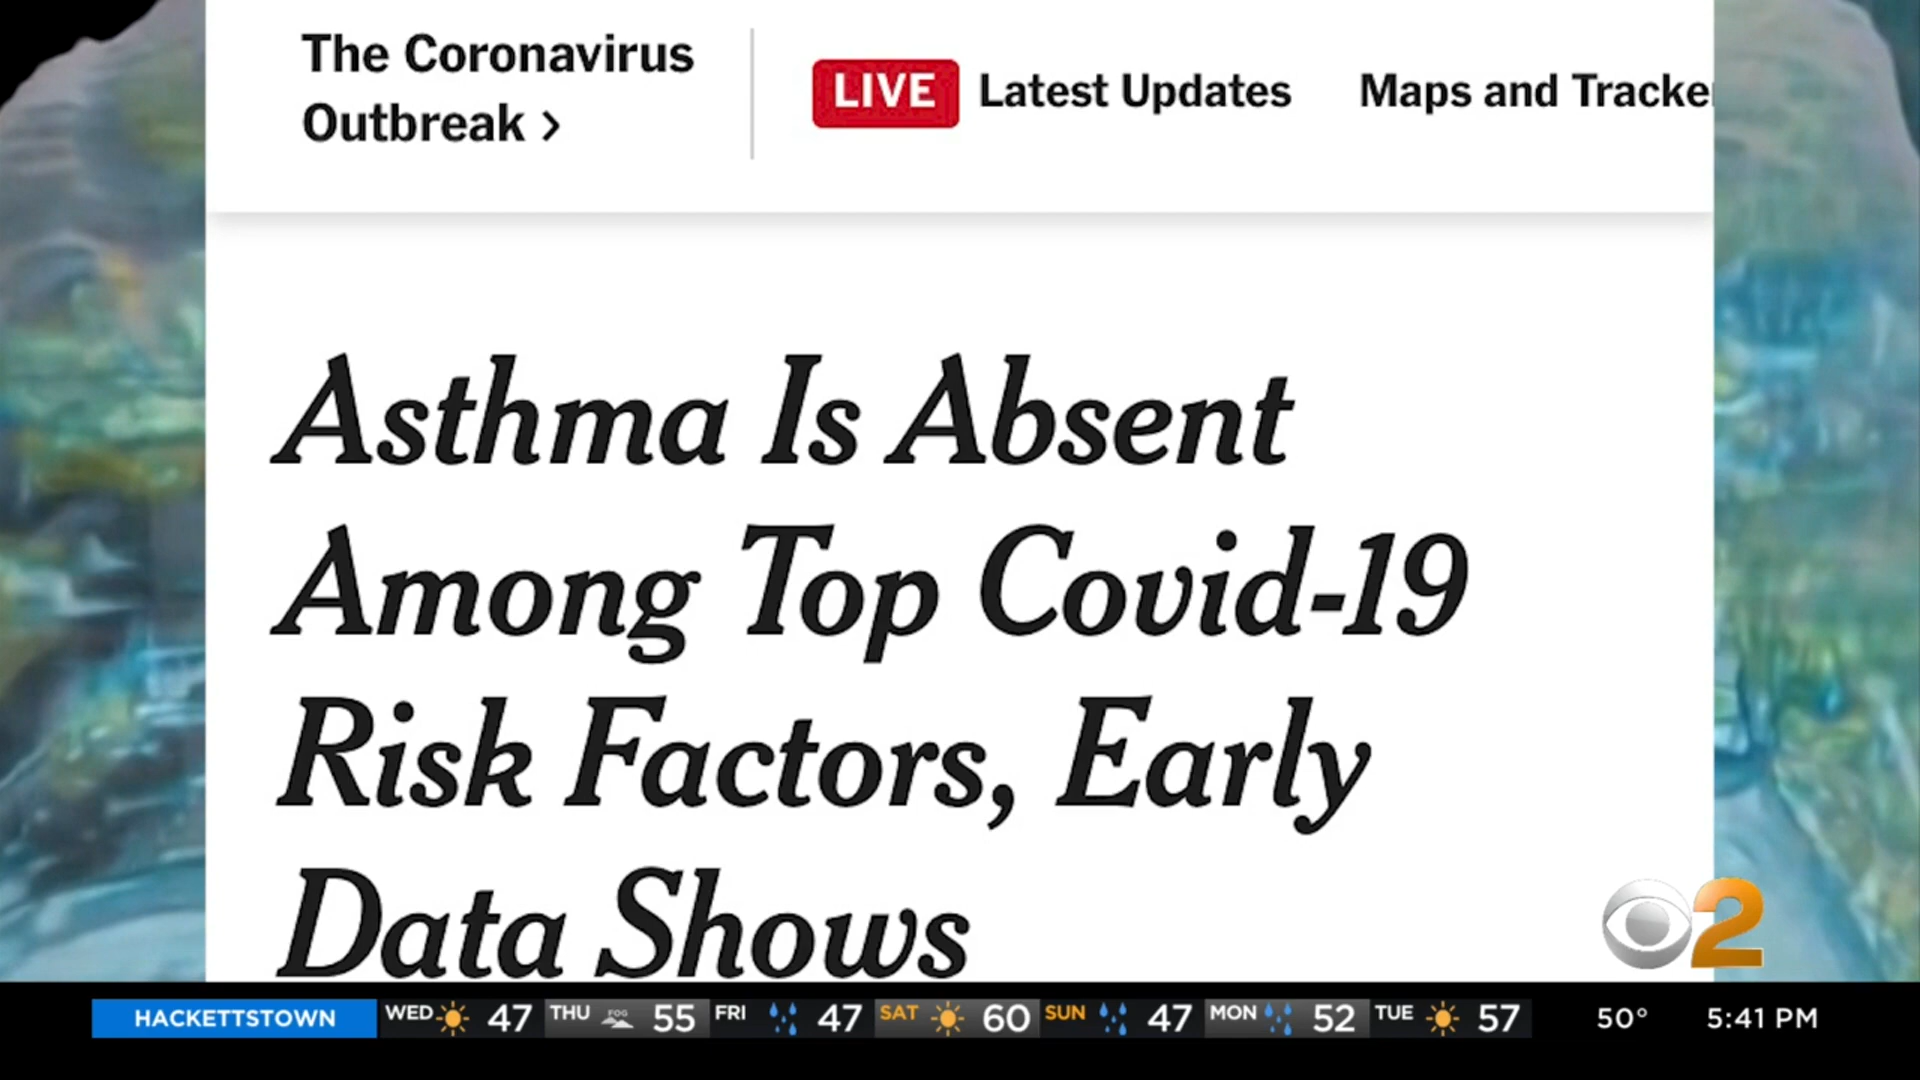 The Coronavirus
Outbreak >
LIVE Latest Updates Maps and Tracke
Asthma Is Absent
Among Top Covid-19
Risk Factors, Early
Data Shows
2
HACKETTSTOWN WED 47 THU FOG 55 FRI 47 SAT 60 SUN 47 MON 52 TUE 57 50° 5:41 PM